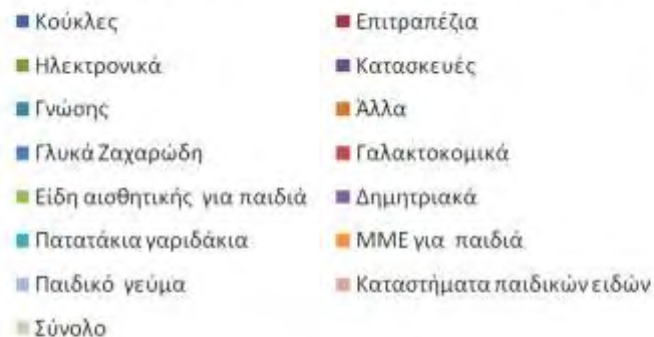 Κούκλες Επιτραπέζια
Ηλεκτρονικά Κατασκευές
Γνώσης Άλλα
Γλυκά Ζαχαρώδη Γαλακτοκομικά
Είδη αισθητικής για παιδιά Δημητριακά
Πατατάκια γαριδάκια ΜΜΕ για παιδιά
Παιδικό γεύμα Καταστήματα παιδικών ειδών
Σύνολο